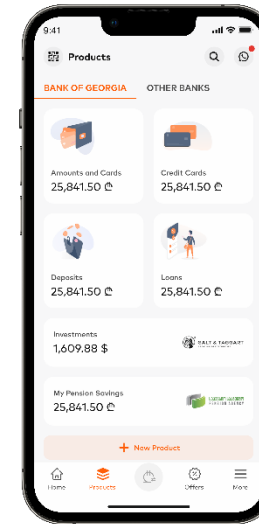 9:41
Products
BANK OF GEORGIA
OTHER BANKS
Amounts and Cards
25,841.50 ₾
Credit Cards
25,841.50 ₾
Deposits
25,841.50 ₾
Loans
25,841.50 ₾
Investments
1,609.88 $
GALT & TAGGART
My Pension Savings
25,841.50 ₾
PENSION AGENCY
+ New Product
Home
Products
Offers
More